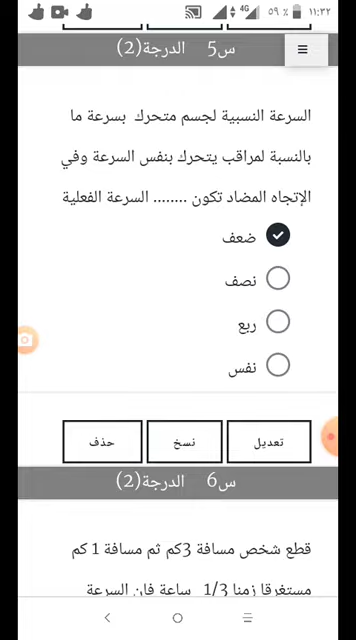 ١١:٣٢ ٪ ٥٩ 4G
س5 الدرجة(2)
السرعة النسبية لجسم متحرك بسرعة ما
بالنسبة لمراقب يتحرك بنفس السرعة وفي
الإتجاه المضاد تكون ........ السرعة الفعلية
ضعف
نصف
ربع
نفس
تعديل نسخ حذف
س6 الدرجة(2)
قطع شخص مسافة 3كم ثم مسافة 1 كم
مستغرقا زمنا 1/3 ساعة فان السرعة